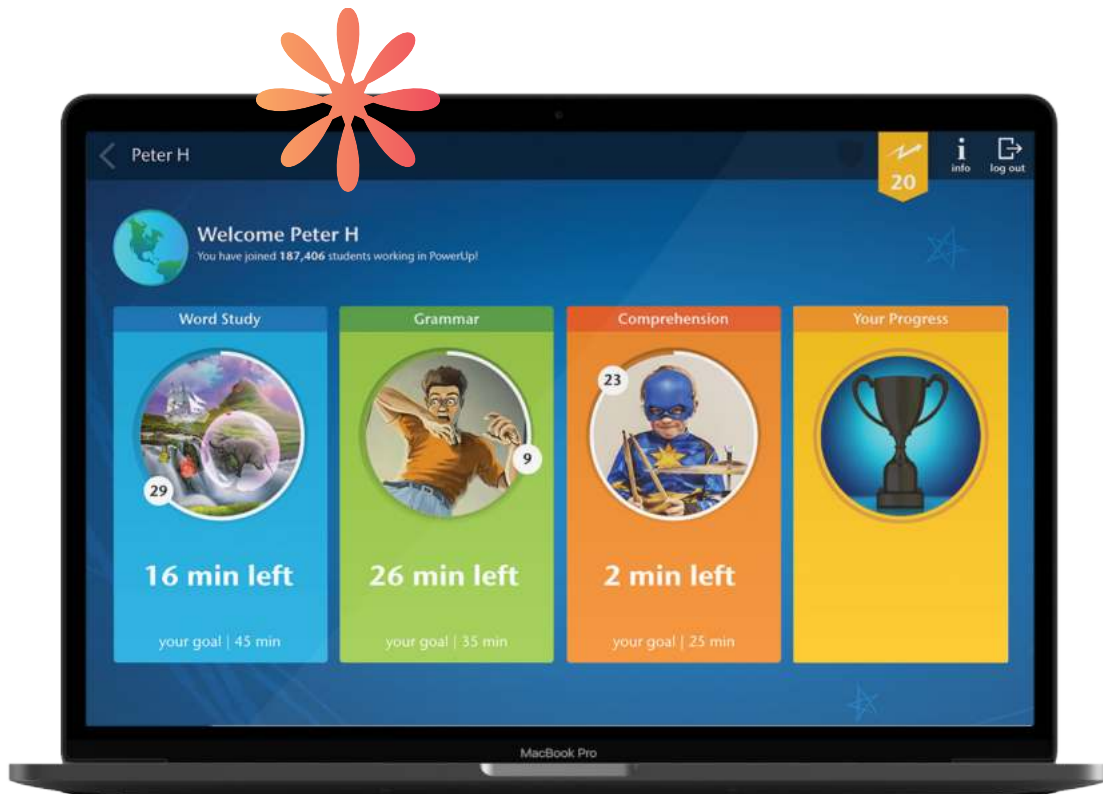 Peter H
20
info
log out
Welcome Peter H
You have joined 187,406 students working in PowerUp!
Word Study
29
16 min left
your goal | 45 min
Grammar
9
26 min left
your goal | 35 min
Comprehension
23
2 min left
your goal | 25 min
Your Progress
MacBook Pro